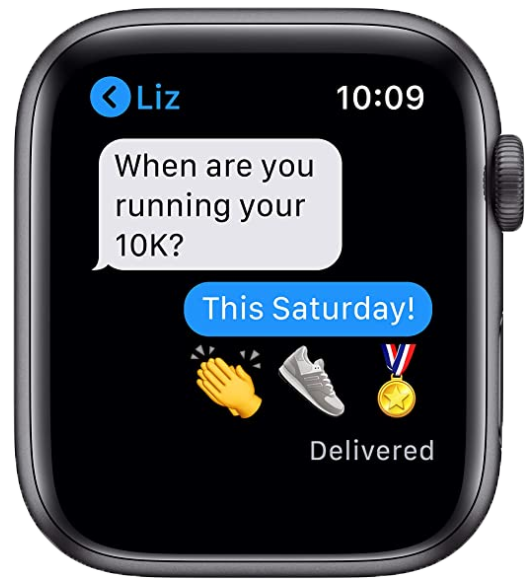 Liz
10:09
When are you
running your
10K?
This Saturday!
👏 👟 🏅
Delivered